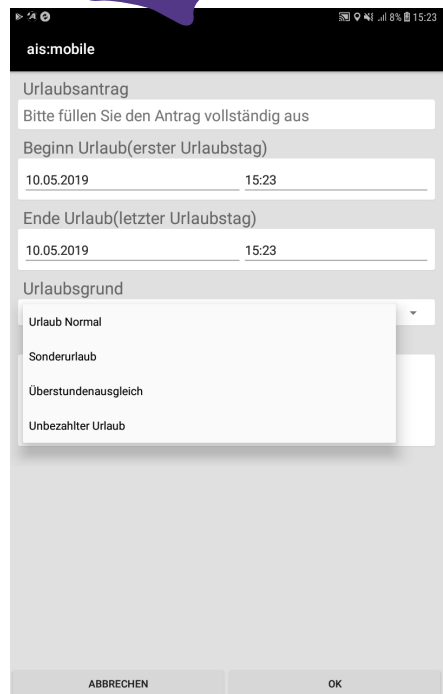 8% 15:23
ais:mobile
Urlaubsantrag
Bitte füllen Sie den Antrag vollständig aus
Beginn Urlaub(erster Urlaubstag)
10.05.2019 15:23
Ende Urlaub(letzter Urlaubstag)
10.05.2019 15:23
Urlaubsgrund
Urlaub Normal
Sonderurlaub
Überstundenausgleich
Unbezahlter Urlaub
ABBRECHEN OK